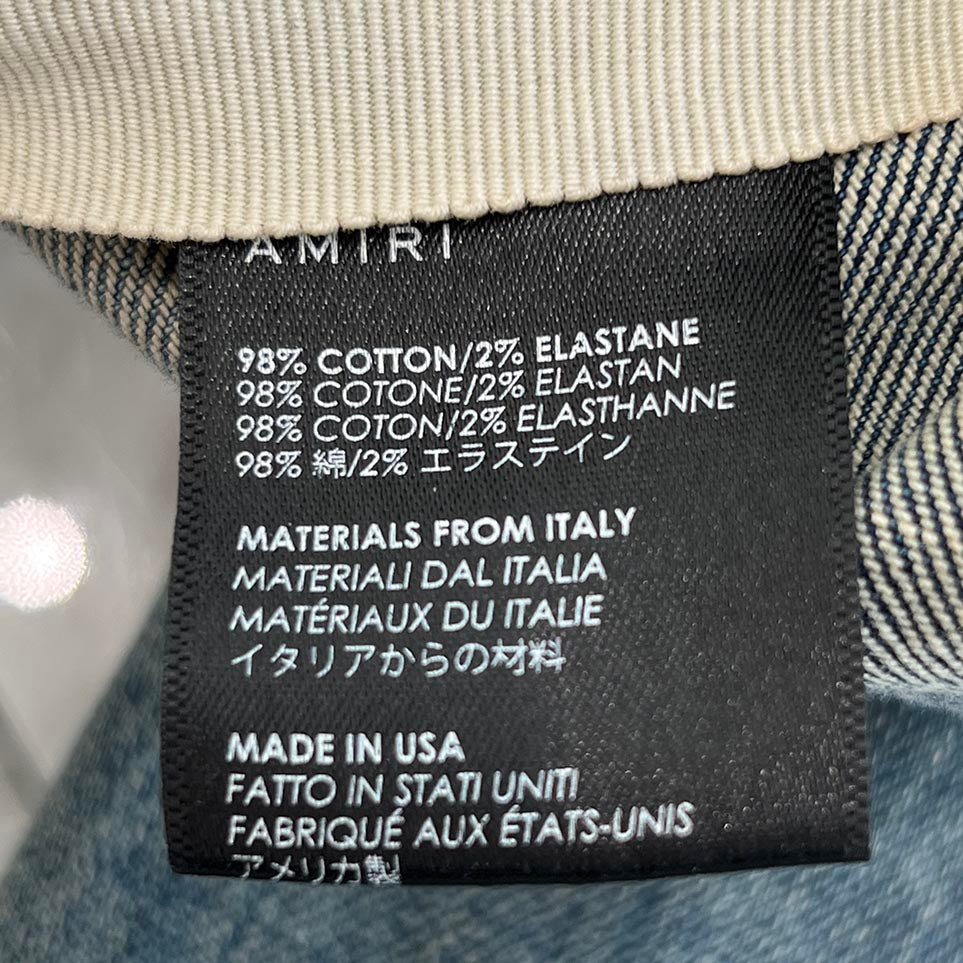 AMIRI
98% COTTON/2% ELASTANE
98% COTONE/2% ELASTAN
98% COTON/2% ELASTHANNE
98% 綿/2% エラステイン
MATERIALS FROM ITALY
MATERIALI DAL ITALIA
MATÉRIAUX DU ITALIE
イタリアからの材料
MADE IN USA
FATTO IN STATI UNITI
FABRIQUÉ AUX ÉTATS-UNIS
アメリカ製